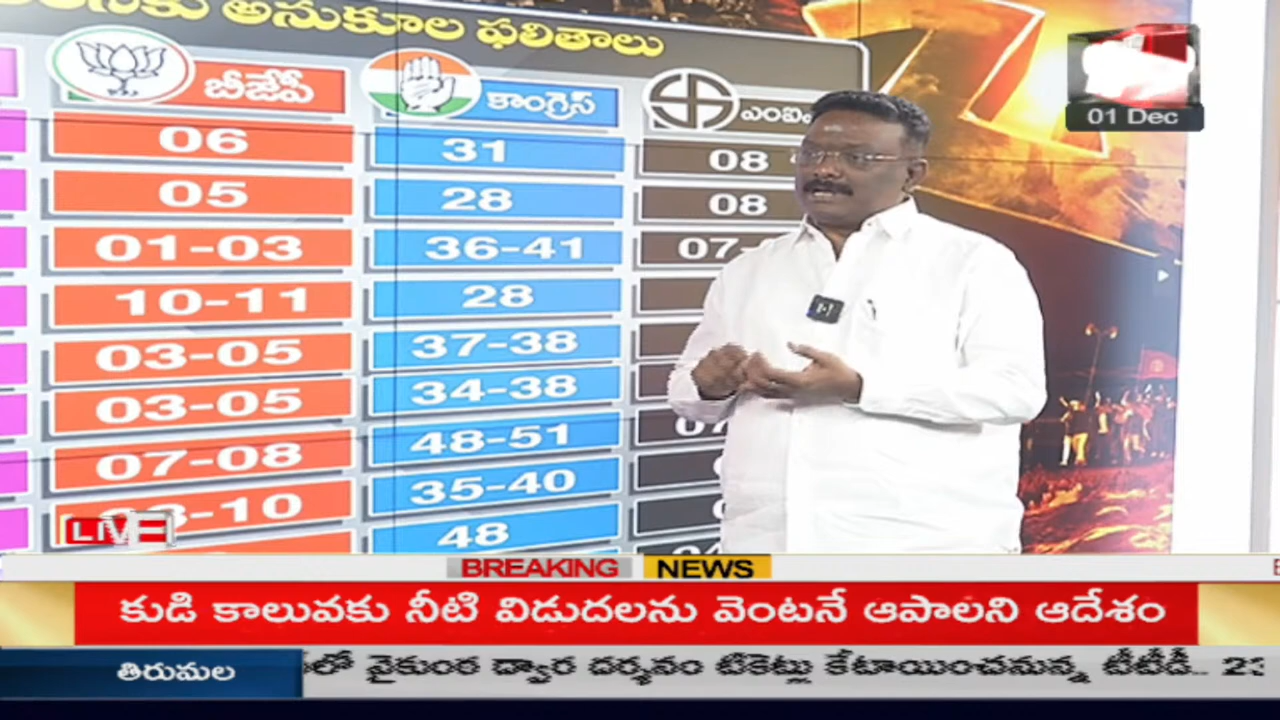 అనుకూల ఫలితాలు
01 Dec
బీజేపీ కాంగ్రెస్
06 31 08
05 28 08
01-03 36-41 07-
10-11 28
03-05 37-38
03-05 34-38
07-08 48-51
35-40
48
LIVE
BREAKING NEWS
కుడి కాలువకు నీటి విడుదలను వెంటనే ఆపాలని ఆదేశం
తిరుమల వైకుంఠ ద్వార దర్శనం టికెట్లు కేటాయించనున్న టీటీడీ..